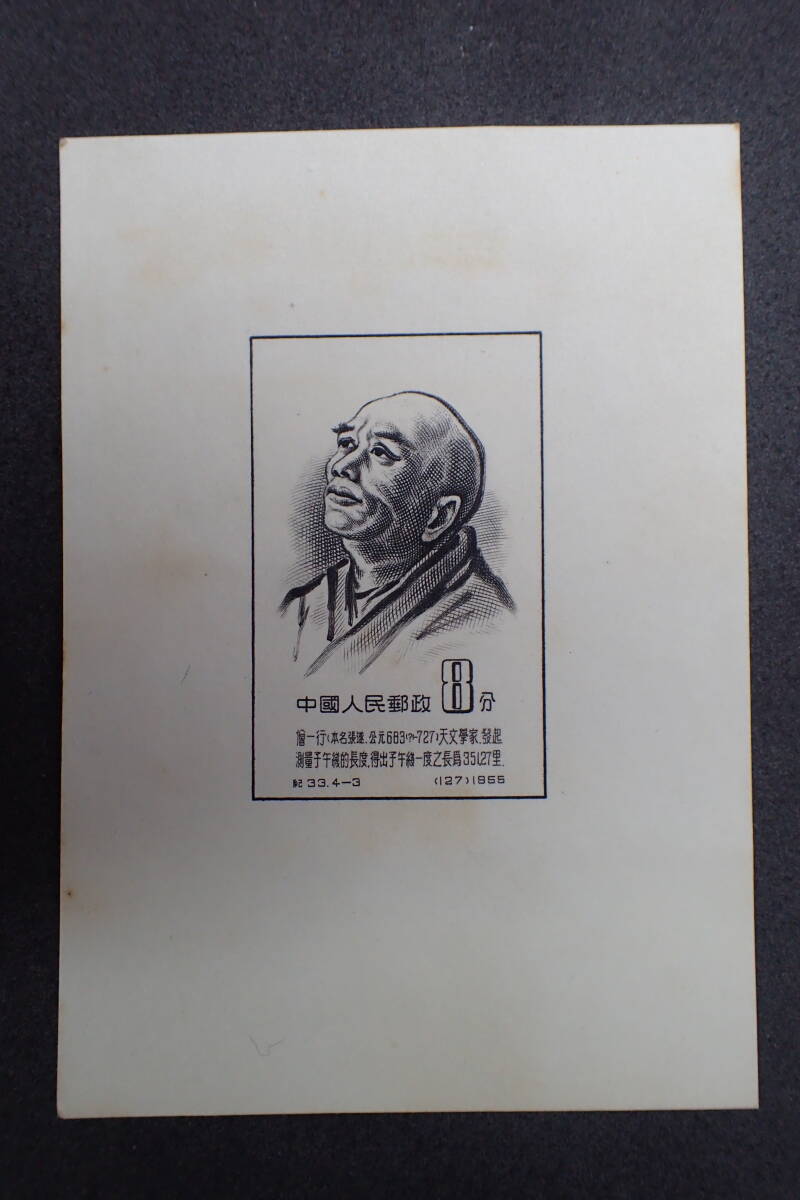 中國人民郵政 8分
僧一行(本名張遂.公元683(?)-727)天文學家.發起
測量子午線的長度,得出子午線一度之長爲351.27里.
紀 33.4-3 (127)1955